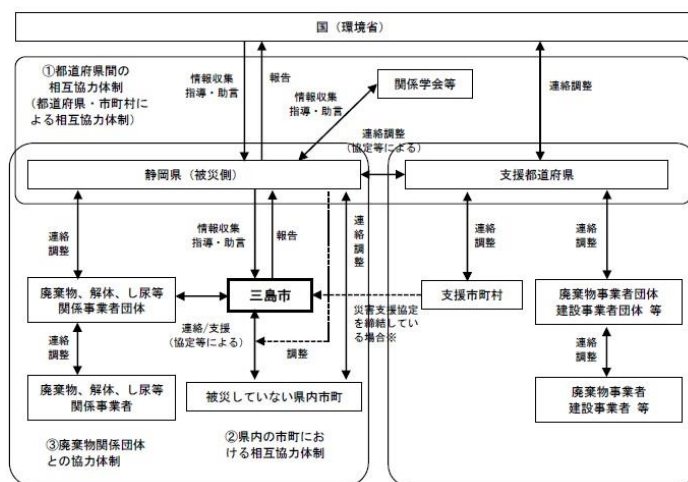 国（環境省）
①都道府県間の
相互協力体制
（都道府県・市町村に
よる相互協力体制）
情報収集
指導・助言
報告
情報収集
指導・助言
関係学会等
連絡調整
連絡調整
（協定等による）
静岡県（被災側）
支援都道府県
連絡
調整
情報収集
指導・助言
報告
連
絡
調
整
連絡
調整
連絡
調整
廃棄物、解体、し尿等
関係事業者団体
三島市
支援市町村
廃棄物事業者団体
建設事業者団体 等
連絡/支援
（協定等による）
調整
災害支援協定
を締結してい
る場合※
連絡
調整
連絡
調整
廃棄物、解体、し尿等
関係事業者
被災していない県内市町
廃棄物事業者
建設事業者 等
③廃棄物関係団体
との協力体制
②県内の市町にお
ける相互協力体制